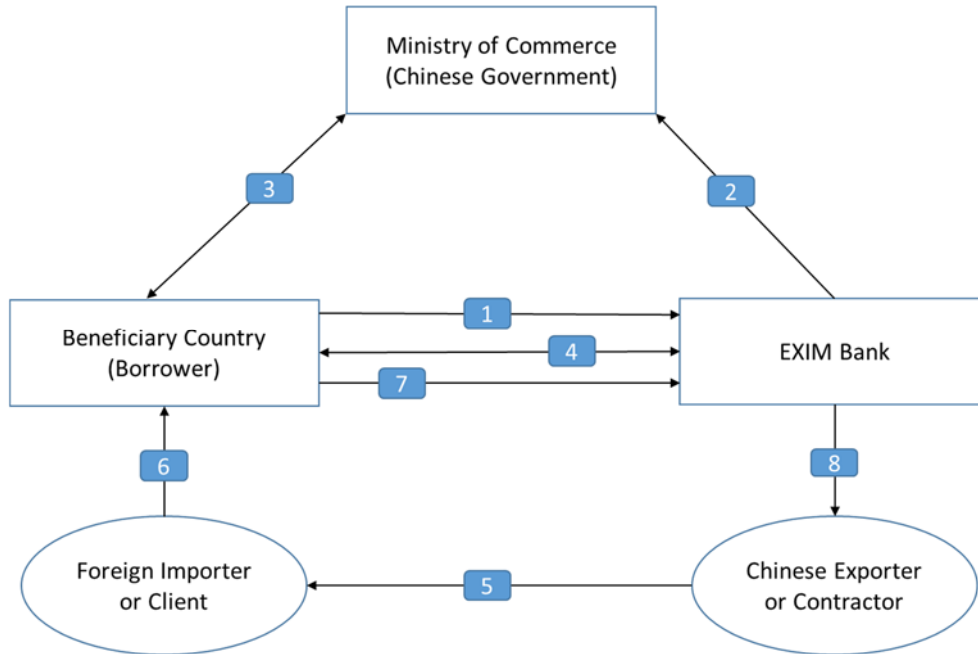 Ministry of Commerce
(Chinese Government)
3
2
1
Beneficiary Country
(Borrower)
4
EXIM Bank
7
6
8
Foreign Importer
or Client
5
Chinese Exporter
or Contractor